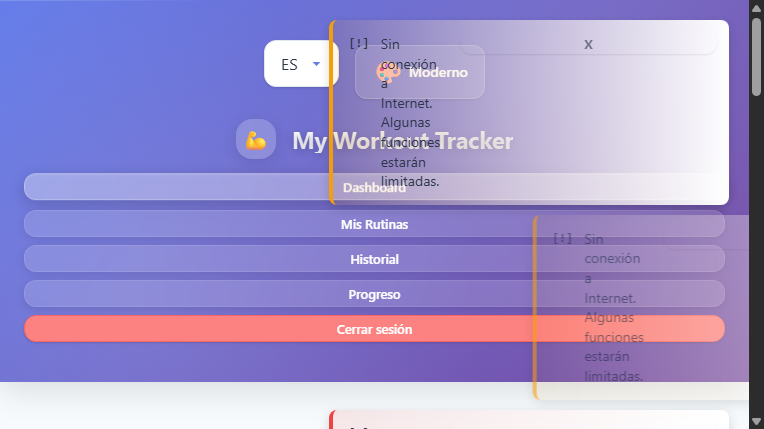 ES
Moderno
[!] Sin
conexión
a
Internet.
Algunas
funciones
estarán
limitadas.
X
My Workout Tracker
Dashboard
Mis Rutinas
Historial
Progreso
Cerrar sesión
[!] Sin
conexión
a
Internet.
Algunas
funciones
estarán
limitadas.